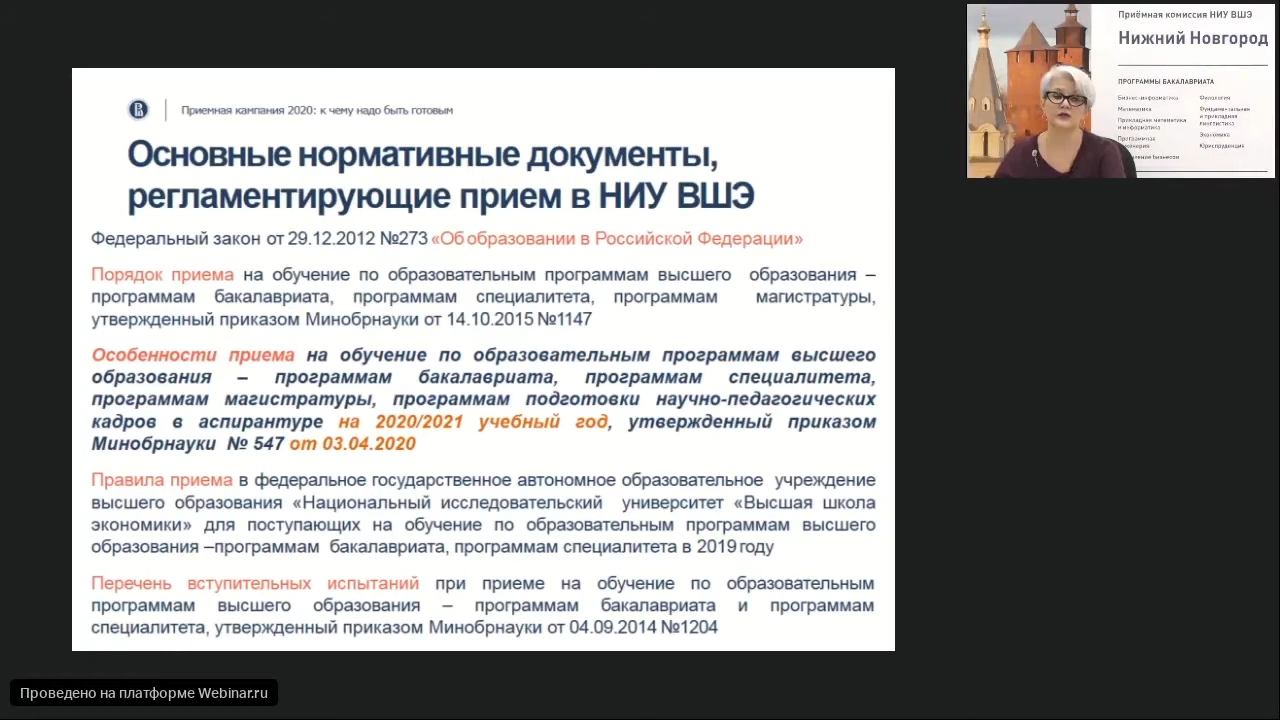 Приемная кампания 2020: к чему надо быть готовым
Основные нормативные документы,
регламентирующие прием в НИУ ВШЭ
Федеральный закон от 29.12.2012 №273 «Об образовании в Российской Федерации»
Порядок приема на обучение по образовательным программам высшего образования –
программам бакалавриата, программам специалитета, программам магистратуры,
утвержденный приказом Минобрнауки от 14.10.2015 №1147
Особенности приема на обучение по образовательным программам высшего
образования – программам бакалавриата, программам специалитета,
программам магистратуры, программам подготовки научно-педагогических
кадров в аспирантуре на 2020/2021 учебный год, утвержденный приказом
Минобрнауки № 547 от 03.04.2020
Правила приема в федеральное государственное автономное образовательное учреждение
высшего образования «Национальный исследовательский университет «Высшая школа
экономики» для поступающих на обучение по образовательным программам высшего
образования –программам бакалавриата, программам специалитета в 2019 году
Перечень вступительных испытаний при приеме на обучение по образовательным
программам высшего образования – программам бакалавриата и программам
специалитета, утвержденный приказом Минобрнауки от 04.09.2014 №1204
Приёмная комиссия НИУ ВШЭ
Нижний Новгород
ПРОГРАММЫ БАКАЛАВРИАТА
Бизнес-информатика
Математика
Прикладная математика
и информатика
Программная
Филология
Фундаментальная
и прикладная
лингвистика
Экономика
Юриспруденция
Проведено на платформе Webinar.ru